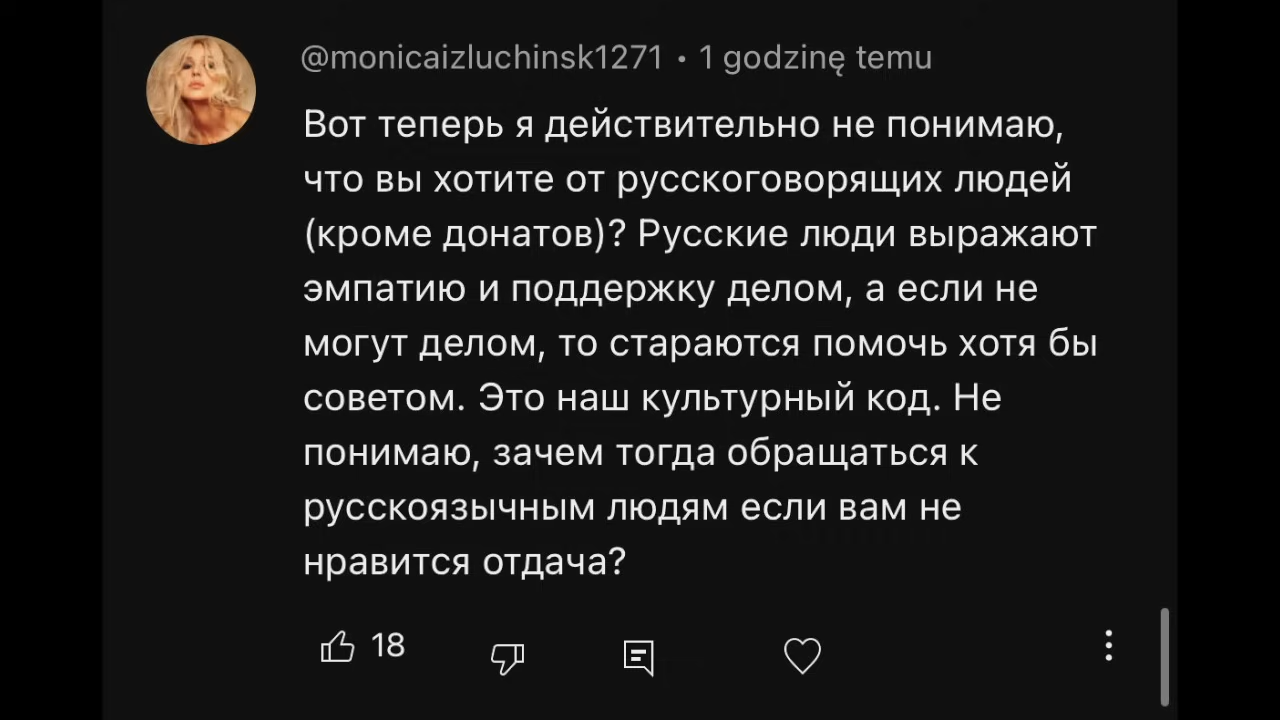 @monicaizluchinsk1271 • 1 godzinę temu
Вот теперь я действительно не понимаю,
что вы хотите от русскоговорящих людей
(кроме донатов)? Русские люди выражают
эмпатию и поддержку делом, а если не
могут делом, то стараются помочь хотя бы
советом. Это наш культурный код. Не
понимаю, зачем тогда обращаться к
русскоязычным людям если вам не
нравится отдача?
18